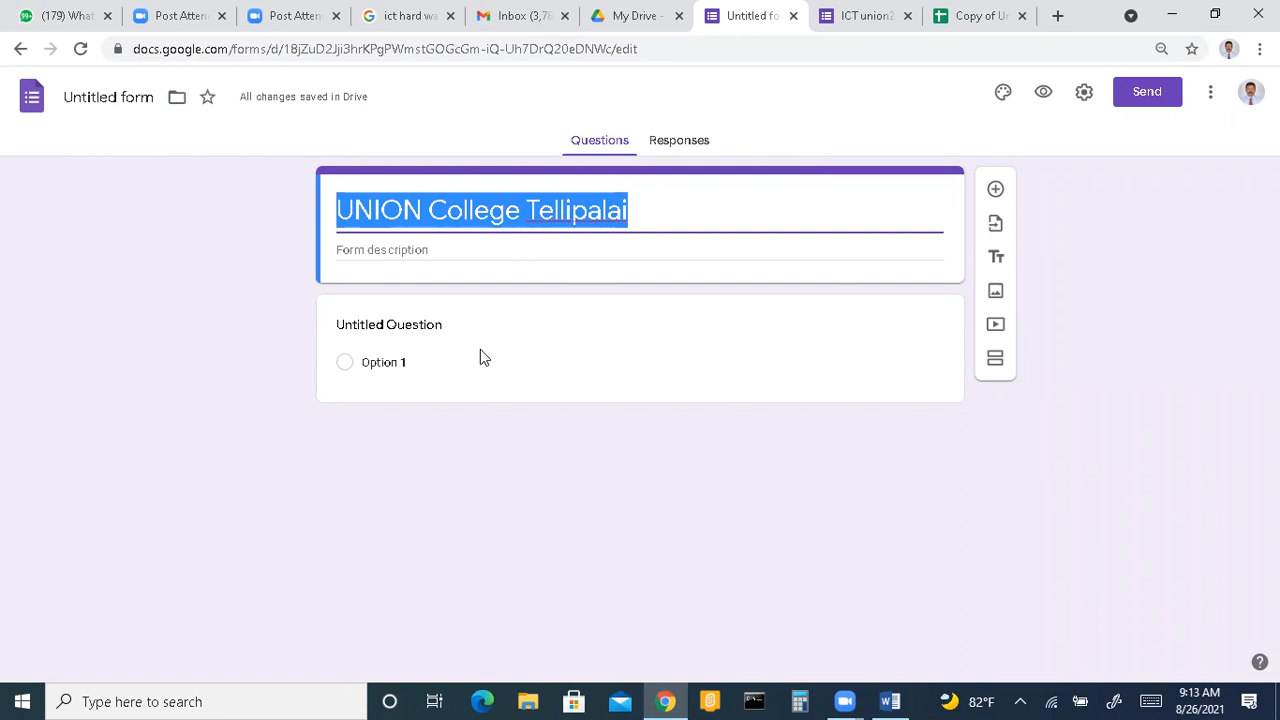 (179) What
Post Atten
Post Atten
ict hard wa
Inbox (3,78
My Drive -
Untitled fo
ICT union2
Copy of Un
docs.google.com/forms/d/18jZuD2Jji3hrKPgPWmstGOGcGm-iQ-Uh7DrQ20eDNWc/edit
Untitled form
All changes saved in Drive
Send
Questions
Responses
UNION College Tellipalai
Form description
Untitled Question
Option 1
Type here to search
82°F
9:13 AM
8/26/2021